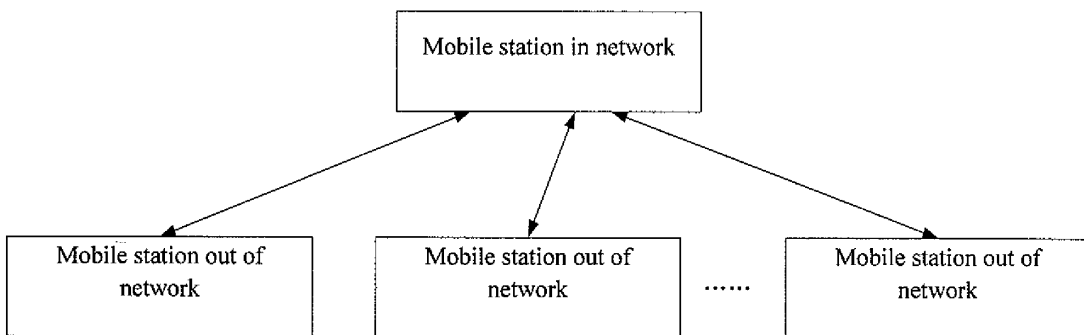 Mobile station in network
Mobile station out of
network
Mobile station out of
network
......
Mobile station out of
network